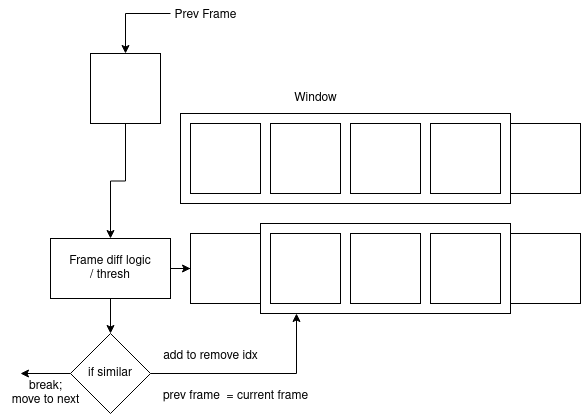 Prev Frame
Window
Frame diff logic
/ thresh
if similar
add to remove idx
break;
move to next
prev frame  = current frame